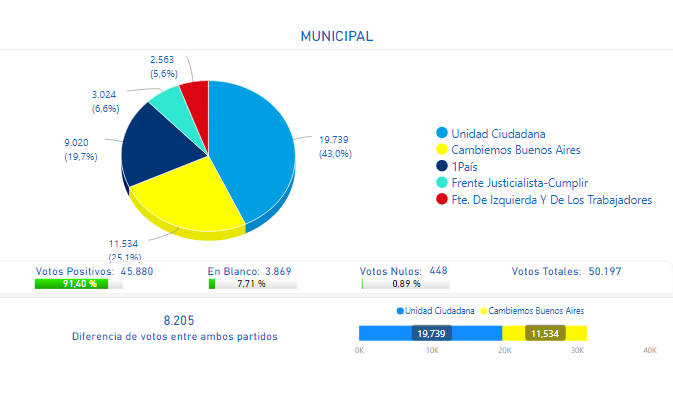 MUNICIPAL
2.563
(5,6%)
3.024
(6,6%)
9.020
(19,7%)
11.534
(25,1%)
19.739
(43,0%)
Unidad Ciudadana
Cambiemos Buenos Aires
1País
Frente Justicialista-Cumplir
Fte. De Izquierda Y De Los Trabajadores
Votos Positivos: 45.880
91,40 %
En Blanco: 3.869
7,71 %
Votos Nulos: 448
0,89 %
Votos Totales: 50.197
8.205
Diferencia de votos entre ambos partidos
Unidad Ciudadana Cambiemos Buenos Aires
19,739 11,534
0K 10K 20K 30K 40K